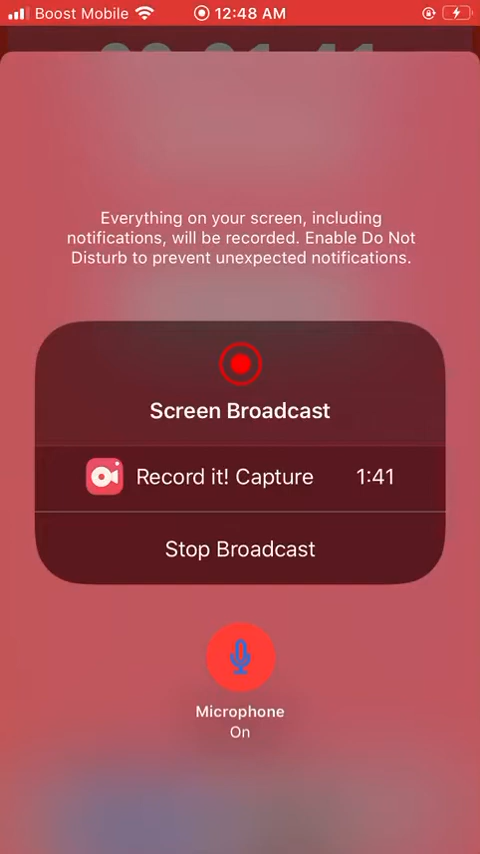 Boost Mobile 12:48 AM
Everything on your screen, including
notifications, will be recorded. Enable Do Not
Disturb to prevent unexpected notifications.
Screen Broadcast
Record it! Capture 1:41
Stop Broadcast
Microphone
On